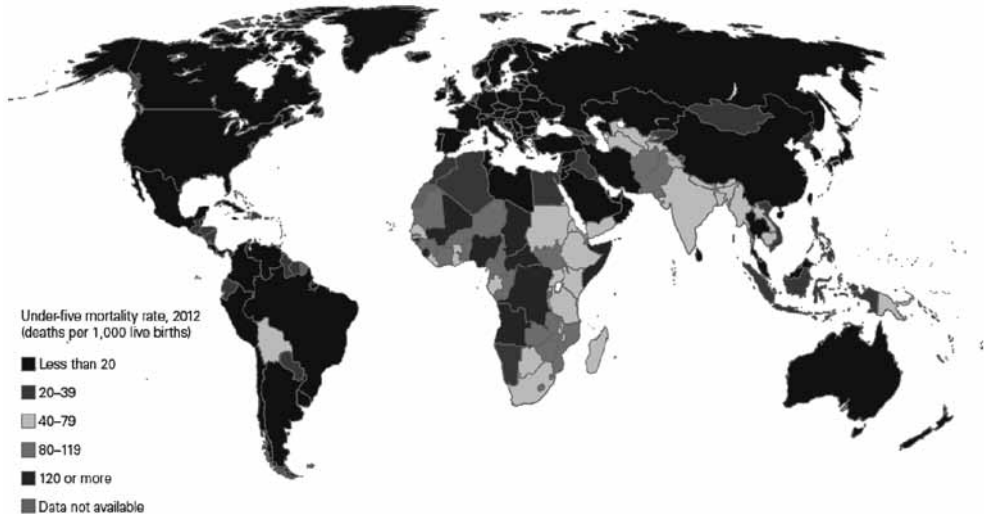 Under-five mortality rate, 2012
(deaths per 1,000 live births)
Less than 20
20–39
40–79
80–119
120 or more
Data not available